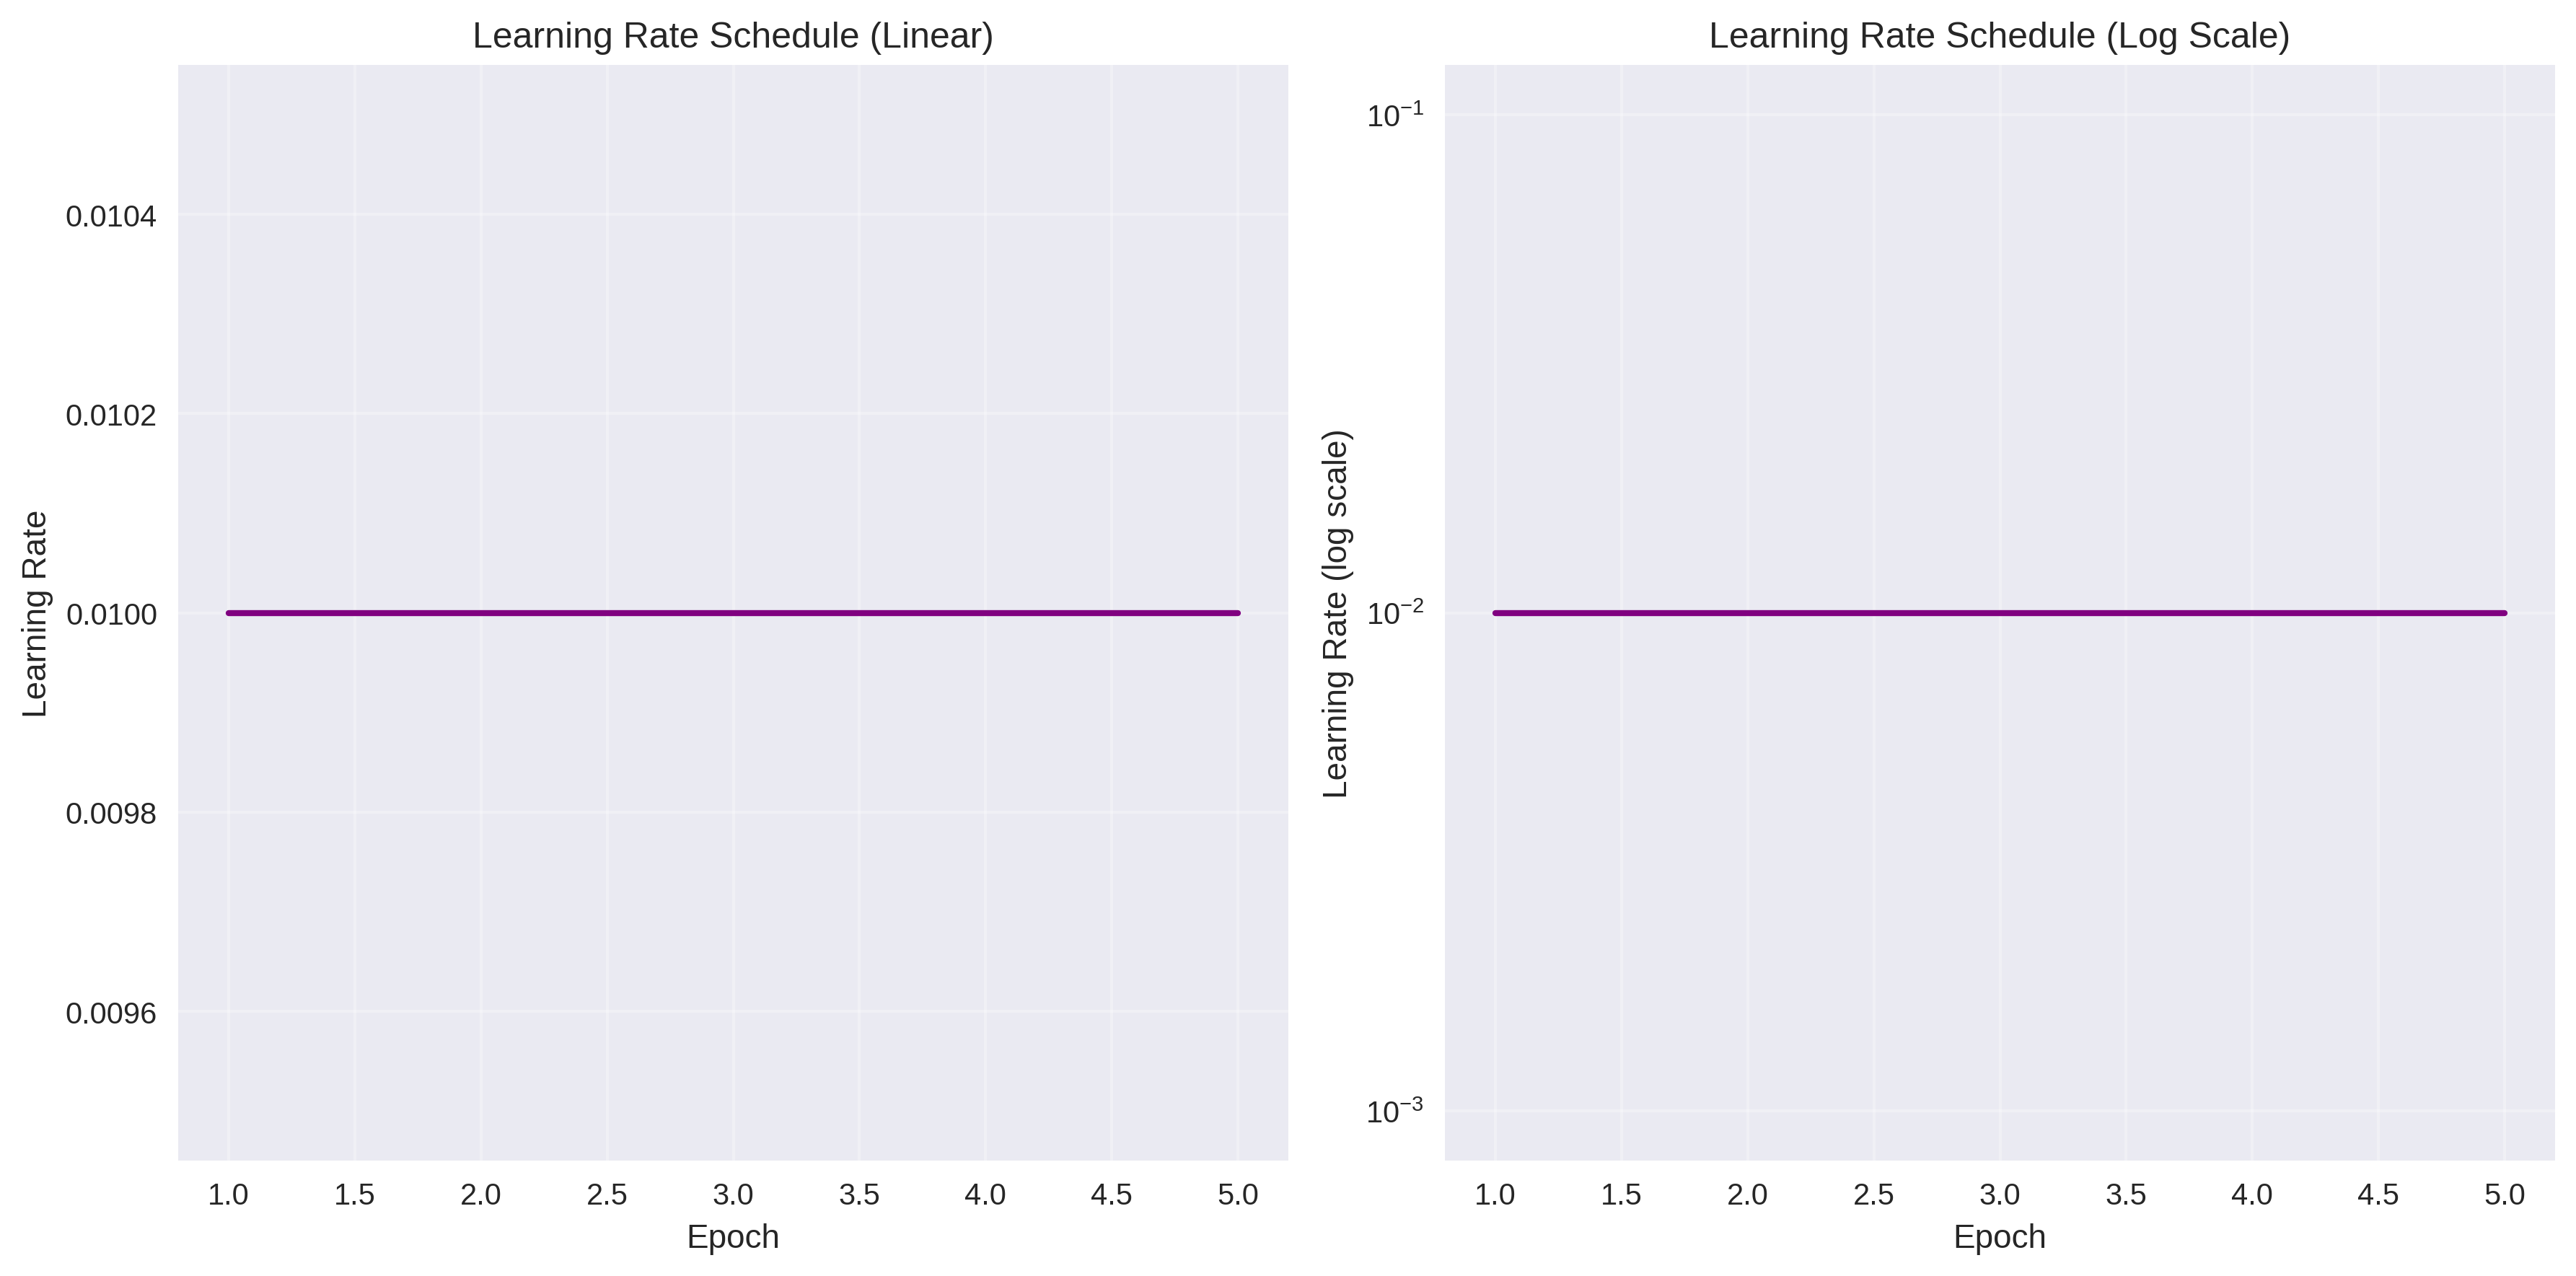 Learning Rate Schedule (Linear)
0.0104
0.0102
0.0100
0.0098
0.0096
Learning Rate
1.0 1.5 2.0 2.5 3.0 3.5 4.0 4.5 5.0
Epoch
Learning Rate Schedule (Log Scale)
10⁻¹
10⁻²
10⁻³
Learning Rate (log scale)
1.0 1.5 2.0 2.5 3.0 3.5 4.0 4.5 5.0
Epoch